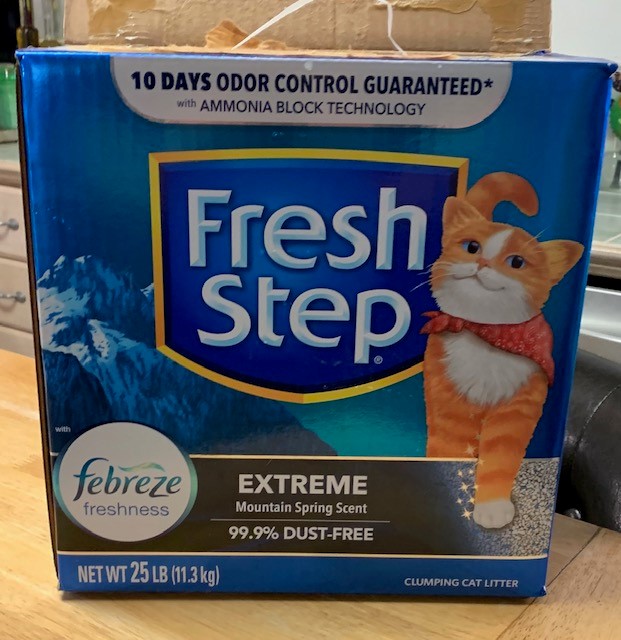 10 DAYS ODOR CONTROL GUARANTEED*
with AMMONIA BLOCK TECHNOLOGY
Fresh
Step®
with
febreze
freshness
EXTREME
Mountain Spring Scent
99.9% DUST-FREE
NET WT 25 LB (11.3 kg)
CLUMPING CAT LITTER